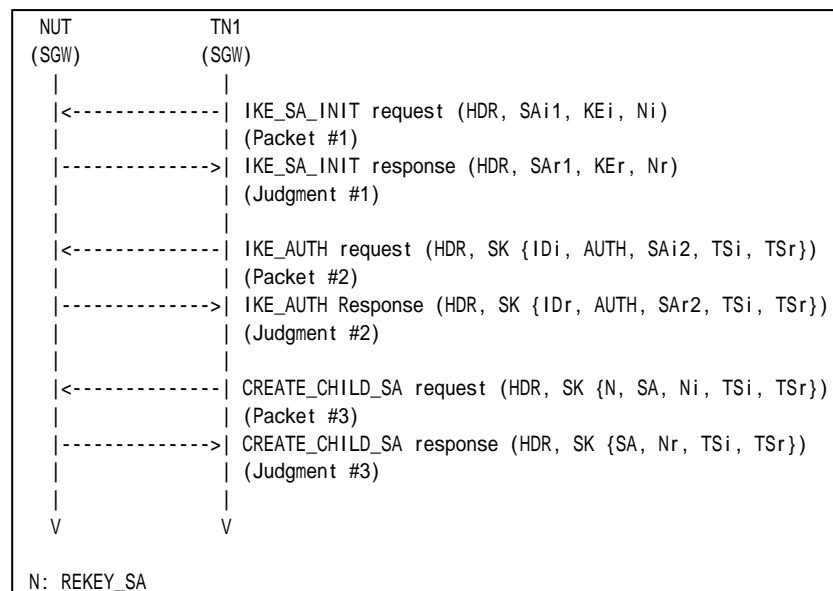 NUT TN1
(SGW) (SGW)
| |
|<--------------| IKE_SA_INIT request (HDR, SAi1, KEi, Ni)
| | (Packet #1)
|-------------->| IKE_SA_INIT response (HDR, SAr1, KEr, Nr)
| | (Judgment #1)
| |
|<--------------| IKE_AUTH request (HDR, SK {IDi, AUTH, SAi2, TSi, TSr})
| | (Packet #2)
|-------------->| IKE_AUTH Response (HDR, SK {IDr, AUTH, SAr2, TSi, TSr})
| | (Judgment #2)
| |
|<--------------| CREATE_CHILD_SA request (HDR, SK {N, SA, Ni, TSi, TSr})
| | (Packet #3)
|-------------->| CREATE_CHILD_SA response (HDR, SK {SA, Nr, TSi, TSr})
| | (Judgment #3)
| |
V V
N: REKEY_SA